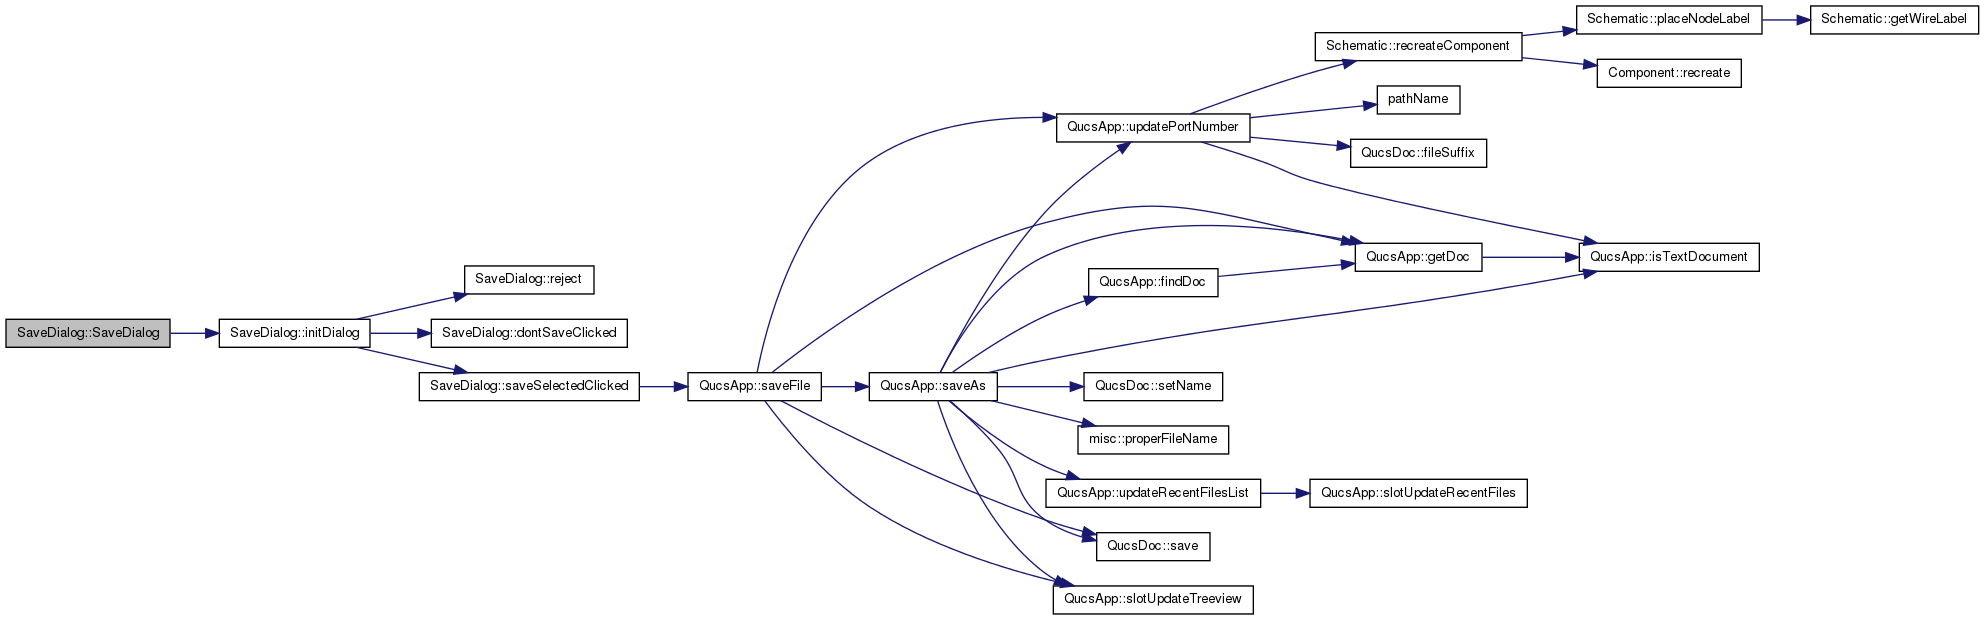 SaveDialog::SaveDialog
SaveDialog::initDialog
SaveDialog::reject
SaveDialog::dontSaveClicked
SaveDialog::saveSelectedClicked
QucsApp::saveFile
QucsApp::saveAs
QucsApp::updatePortNumber
Schematic::recreateComponent
Schematic::placeNodeLabel
Schematic::getWireLabel
Component::recreate
pathName
QucsDoc::fileSuffix
QucsApp::getDoc
QucsApp::isTextDocument
QucsApp::findDoc
QucsDoc::setName
misc::properFileName
QucsApp::updateRecentFilesList
QucsApp::slotUpdateRecentFiles
QucsDoc::save
QucsApp::slotUpdateTreeview